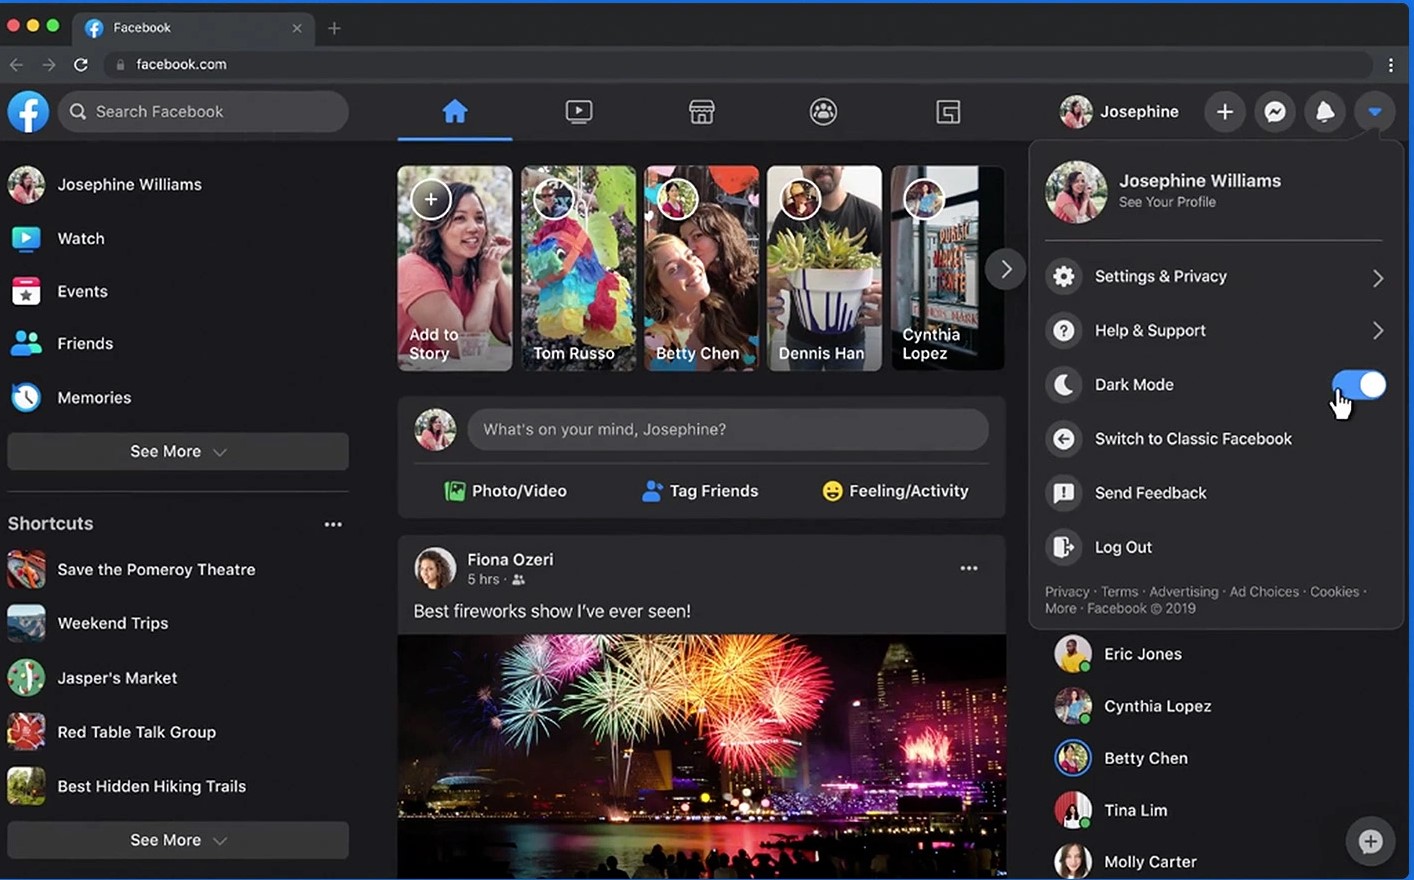 Facebook
facebook.com
Search Facebook
Josephine
Josephine Williams
Watch
Events
Friends
Memories
See More
Shortcuts
Save the Pomeroy Theatre
Weekend Trips
Jasper's Market
Red Table Talk Group
Best Hidden Hiking Trails
See More
Add to
Story
Tom Russo
Betty Chen
Dennis Han
PUBLIC
MARKET
Cynthia
Lopez
What's on your mind, Josephine?
Photo/Video
Tag Friends
Feeling/Activity
Fiona Ozeri
5 hrs ·
Best fireworks show I've ever seen!
Josephine Williams
See Your Profile
Settings & Privacy
Help & Support
Dark Mode
Switch to Classic Facebook
Send Feedback
Log Out
Privacy · Terms · Advertising · Ad Choices · Cookies ·
More · Facebook © 2019
Eric Jones
Cynthia Lopez
Betty Chen
Tina Lim
Molly Carter